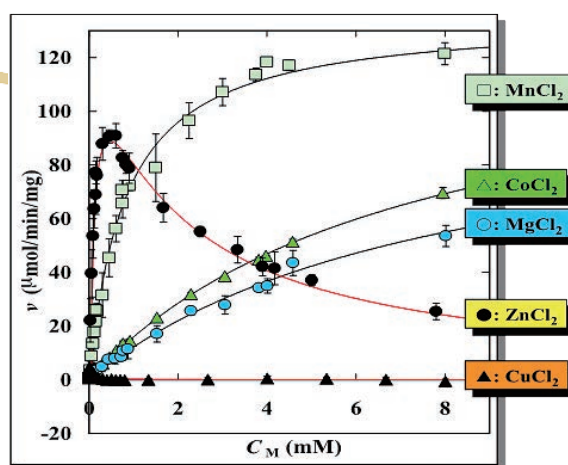 120
100
80
60
40
20
0
-20
0
2
4
6
8
ν (μmol/min/mg)
C M (mM)
: MnCl₂
: CoCl₂
: MgCl₂
: ZnCl₂
: CuCl₂